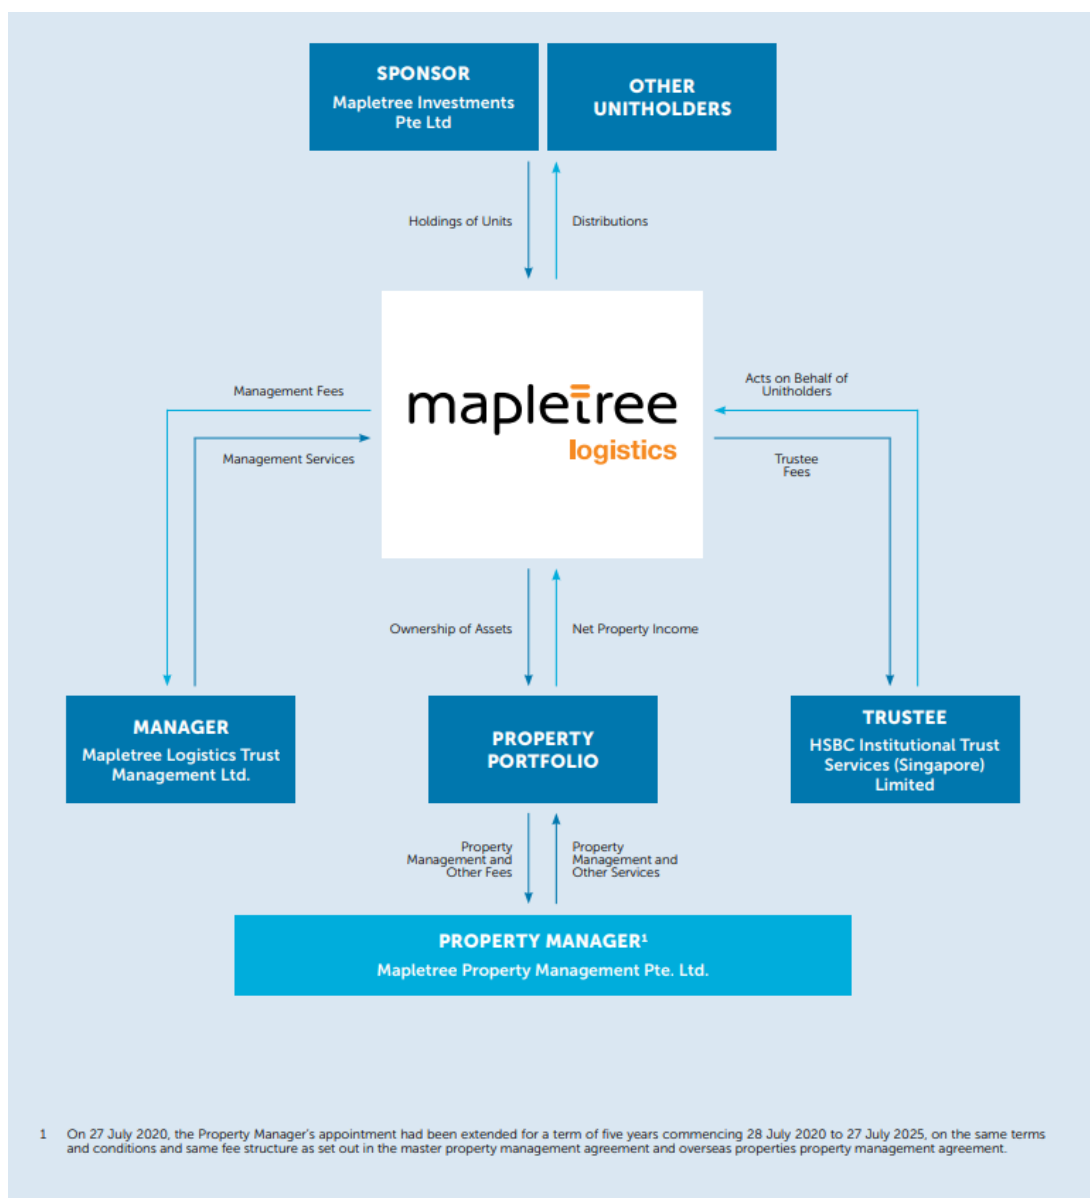 SPONSOR
Mapletree Investments
Pte Ltd
OTHER
UNITHOLDERS
Holdings of Units
Distributions
mapletree
logistics
Management Fees
Management Services
Acts on Behalf of
Unitholders
Trustee
Fees
Ownership of Assets
Net Property Income
MANAGER
Mapletree Logistics Trust
Management Ltd.
PROPERTY
PORTFOLIO
TRUSTEE
HSBC Institutional Trust
Services (Singapore)
Limited
Property
Management and
Other Fees
Property
Management and
Other Services
PROPERTY MANAGER¹
Mapletree Property Management Pte. Ltd.
1 On 27 July 2020, the Property Manager's appointment had been extended for a term of five years commencing 28 July 2020 to 27 July 2025, on the same terms
and conditions and same fee structure as set out in the master property management agreement and overseas properties property management agreement.